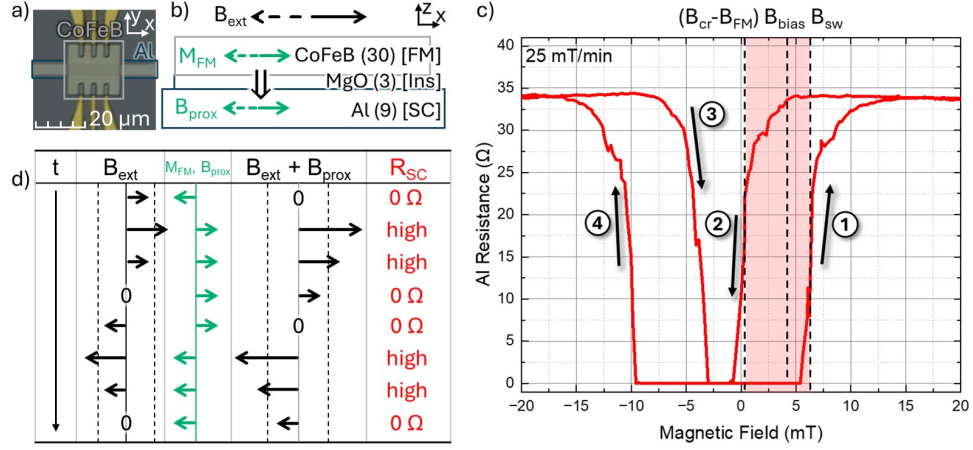 a)
CoFeB
y
z
x
Al
20 μm
b)
B_ext
z
x
M_FM
CoFeB (30) [FM]
MgO (3) [Ins]
B_prox
Al (9) [SC]
c)
(B_cr-B_FM) B_bias B_sw
25 mT/min
40
35
30
25
20
15
10
5
0
Al Resistance (Ω)
1
2
3
4
−20 −15 −10 −5 0 5 10 15 20
Magnetic Field (mT)
d)
t B_ext M_FM, B_prox B_ext + B_prox R_SC
0 0 Ω
high
high
0 0 Ω
0 0 Ω
high
high
0 0 Ω